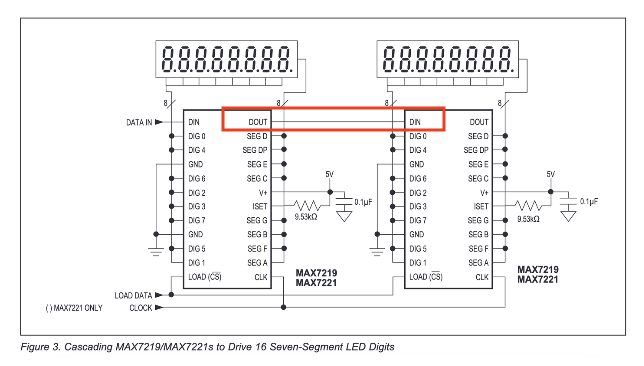 8.8.8.8.8.8.8.8.
8.8.8.8.8.8.8.8.
8
8
8
8
DATA IN
DIN
DOUT
DIG 0
SEG D
DIG 4
SEG DP
GND
SEG E
DIG 6
SEG C
DIG 2
V+
DIG 3
ISET
DIG 7
SEG G
GND
SEG B
DIG 5
SEG F
DIG 1
SEG A
LOAD (CS)
CLK
5V
9.53kΩ
0.1µF
MAX7219
MAX7221
DIN
DOUT
DIG 0
SEG D
DIG 4
SEG DP
GND
SEG E
DIG 6
SEG C
DIG 2
V+
DIG 3
ISET
DIG 7
SEG G
GND
SEG B
DIG 5
SEG F
DIG 1
SEG A
LOAD (CS)
CLK
5V
9.53kΩ
0.1µF
MAX7219
MAX7221
LOAD DATA
( ) MAX7221 ONLY
CLOCK
Figure 3. Cascading MAX7219/MAX7221s to Drive 16 Seven-Segment LED Digits